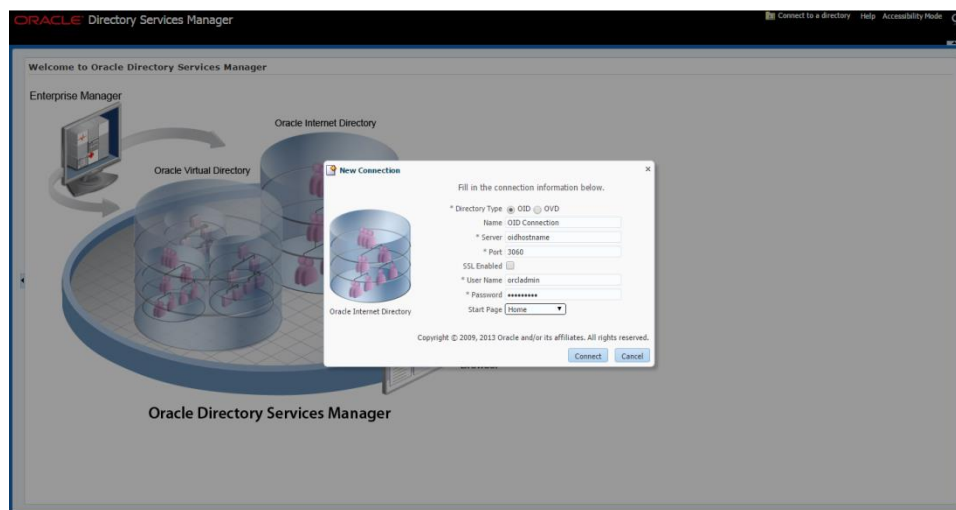 ORACLE Directory Services Manager
Connect to a directory Help Accessibility Mode
Welcome to Oracle Directory Services Manager
Enterprise Manager
Oracle Internet Directory
Oracle Virtual Directory
New Connection
Fill in the connection information below.
* Directory Type OID OVD
Name OID Connection
* Server oidhostname
* Port 3060
SSL Enabled
* User Name orcladmin
* Password •••••••••
Start Page Home
Oracle Internet Directory
Copyright © 2009, 2013 Oracle and/or its affiliates. All rights reserved.
Connect Cancel
Oracle Directory Services Manager